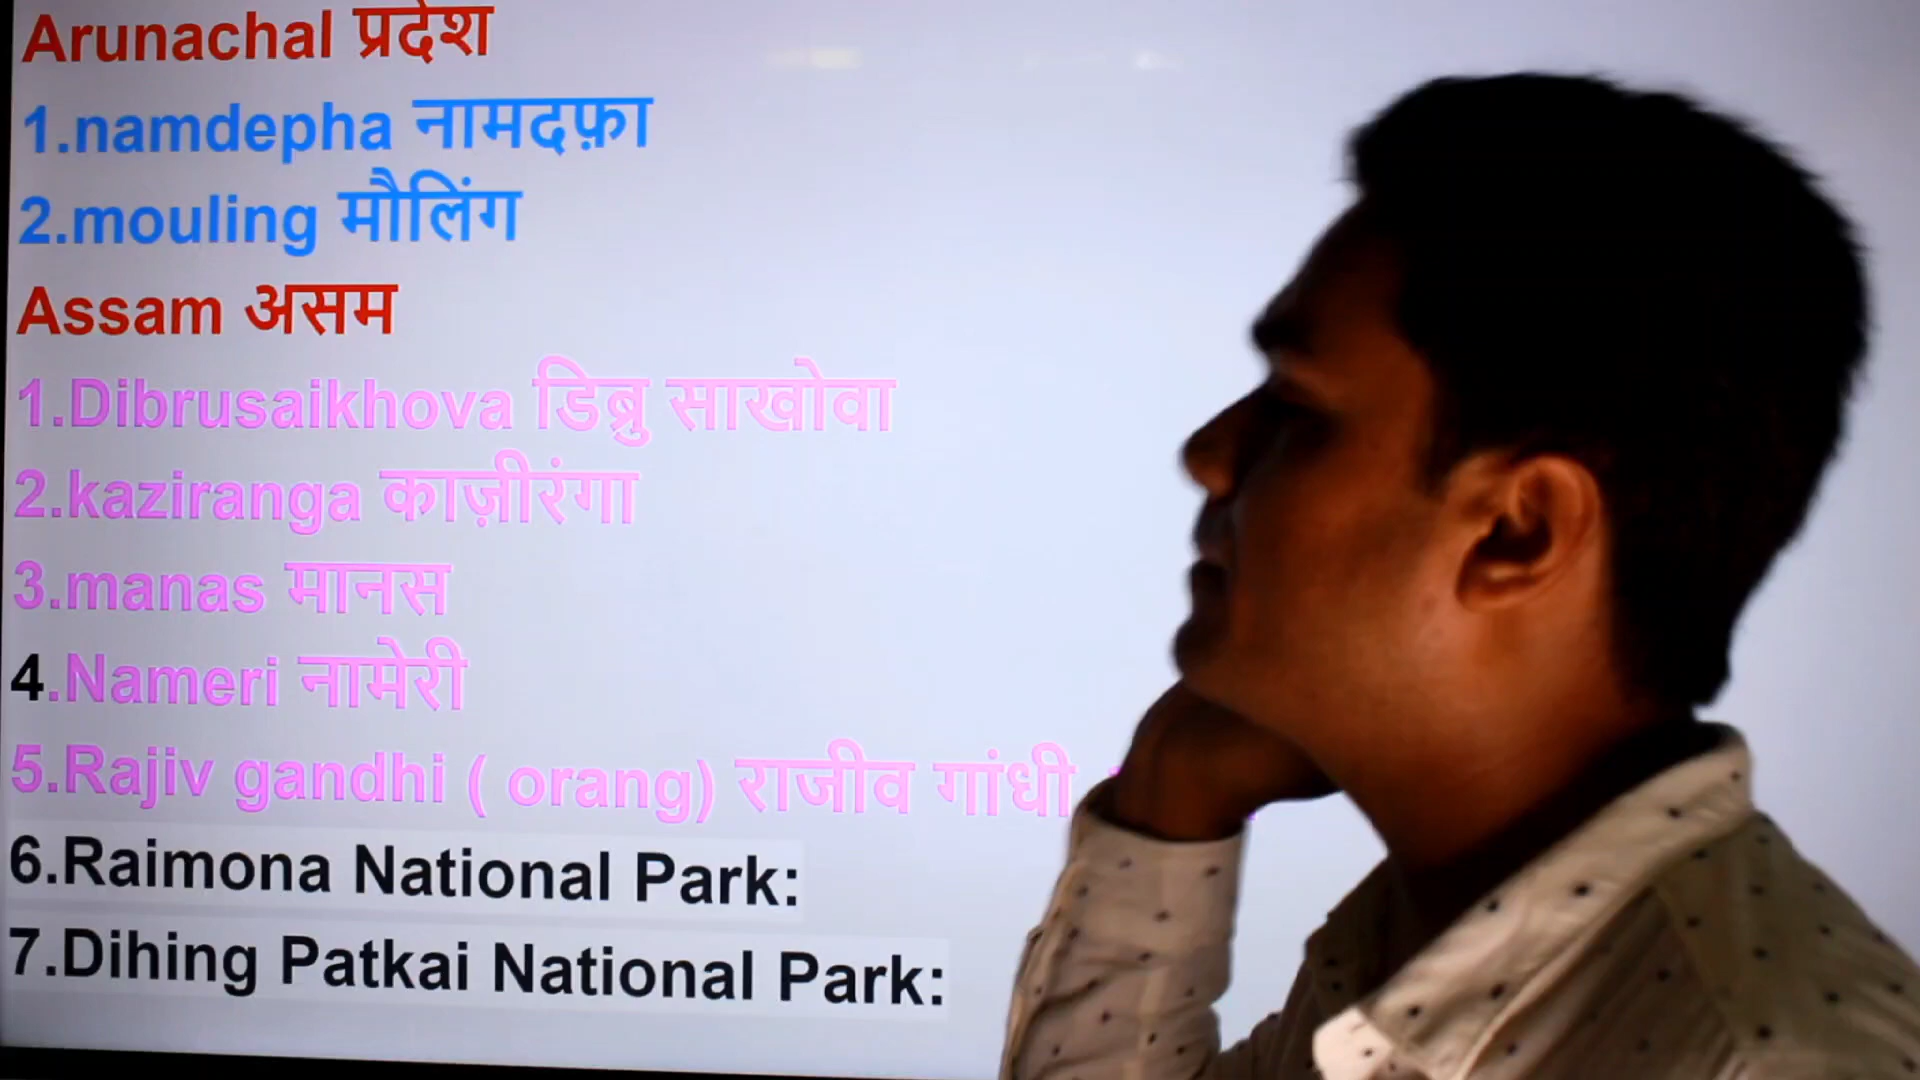 Arunachal प्रदेश
1.namdepha नामदफ़ा
2.mouling मौलिंग
Assam असम
1.Dibrusaikhova डिब्रु साखोवा
2.kaziranga काज़ीरंगा
3.manas मानस
4.Nameri नामेरी
5.Rajiv gandhi ( orang) राजीव गांधी
6.Raimona National Park:
7.Dihing Patkai National Park: